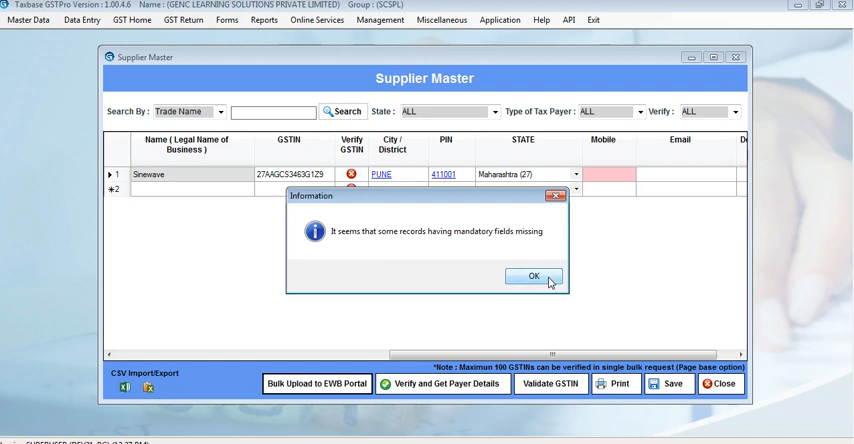 Taxbase GSTPro Version : 1.00.4.6 Name : (GENC LEARNING SOLUTIONS PRIVATE LIMITED) Group : (SCSPL)
Master Data Data Entry GST Home GST Return Forms Reports Online Services Management Miscellaneous Application Help API Exit
Supplier Master
Supplier Master
Search By : Trade Name Search State : ALL Type of Tax Payer : ALL Verify : ALL
Name ( Legal Name of Business ) GSTIN Verify GSTIN City / District PIN STATE Mobile Email
1 Sinewave 27AAGCS3463G1Z9 PUNE 411001 Maharashtra (27)
2
Information
It seems that some records having mandatory fields missing
OK
*Note : Maximun 100 GSTINs can be verified in single bulk request (Page base option)
CSV Import/Export
Bulk Upload to EWB Portal Verify and Get Payer Details Validate GSTIN Print Save Close